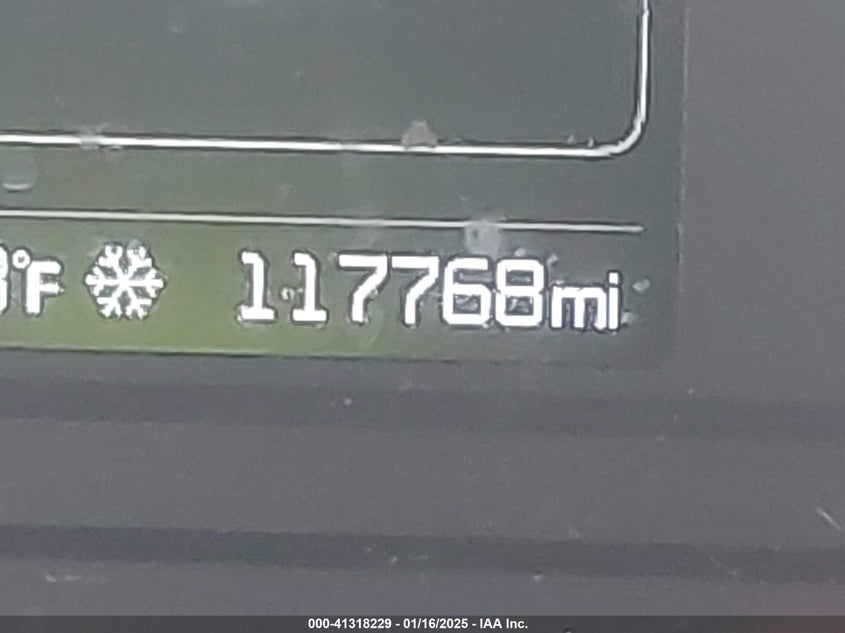 °F 117768mi
000-41318229 - 01/16/2025 - IAA Inc.